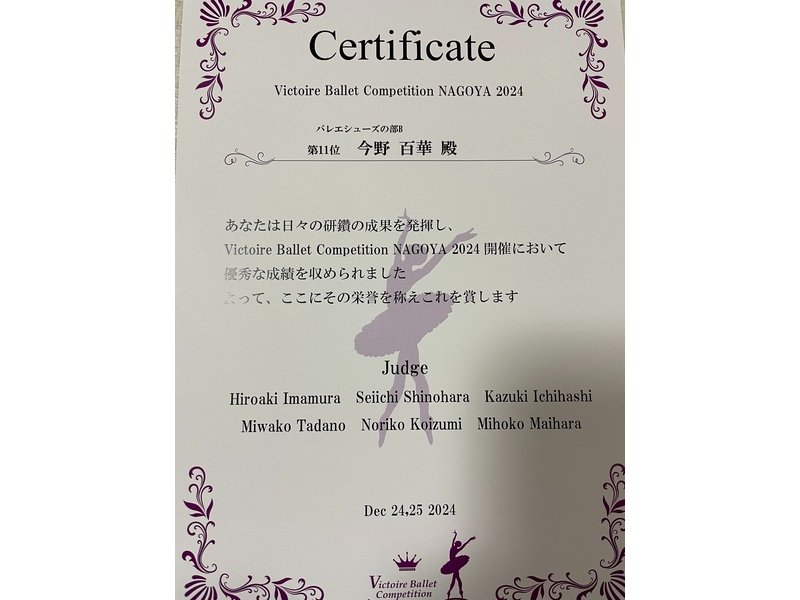 Certificate
Victoire Ballet Competition NAGOYA 2024
バレエシューズの部B
第11位 今野 百華 殿
あなたは日々の研鑽の成果を発揮し、
Victoire Ballet Competition NAGOYA 2024 開催において
優秀な成績を収められました
よって、ここにその栄誉を称えこれを賞します
Judge
Hiroaki Imamura Seiichi Shinohara Kazuki Ichihashi
Miwako Tadano Noriko Koizumi Mihoko Maihara
Dec 24,25 2024
Victoire Ballet
Competition